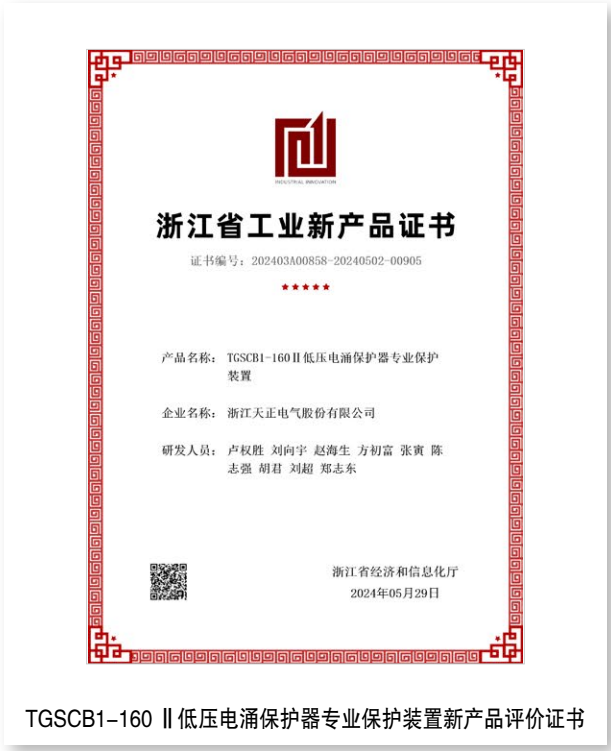 INDUSTRIAL INNOVATION
浙江省工业新产品证书
证书编号：202403A00858-20240502-00905
产品名称：TGSCB1-160Ⅱ低压电涌保护器专业保护
装置
企业名称：浙江天正电气股份有限公司
研发人员：卢权胜 刘向宇 赵海生 方初富 张寅 陈
志强 胡君 刘超 郑志东
浙江省经济和信息化厅
2024年05月29日
TGSCB1-160 Ⅱ低压电涌保护器专业保护装置新产品评价证书